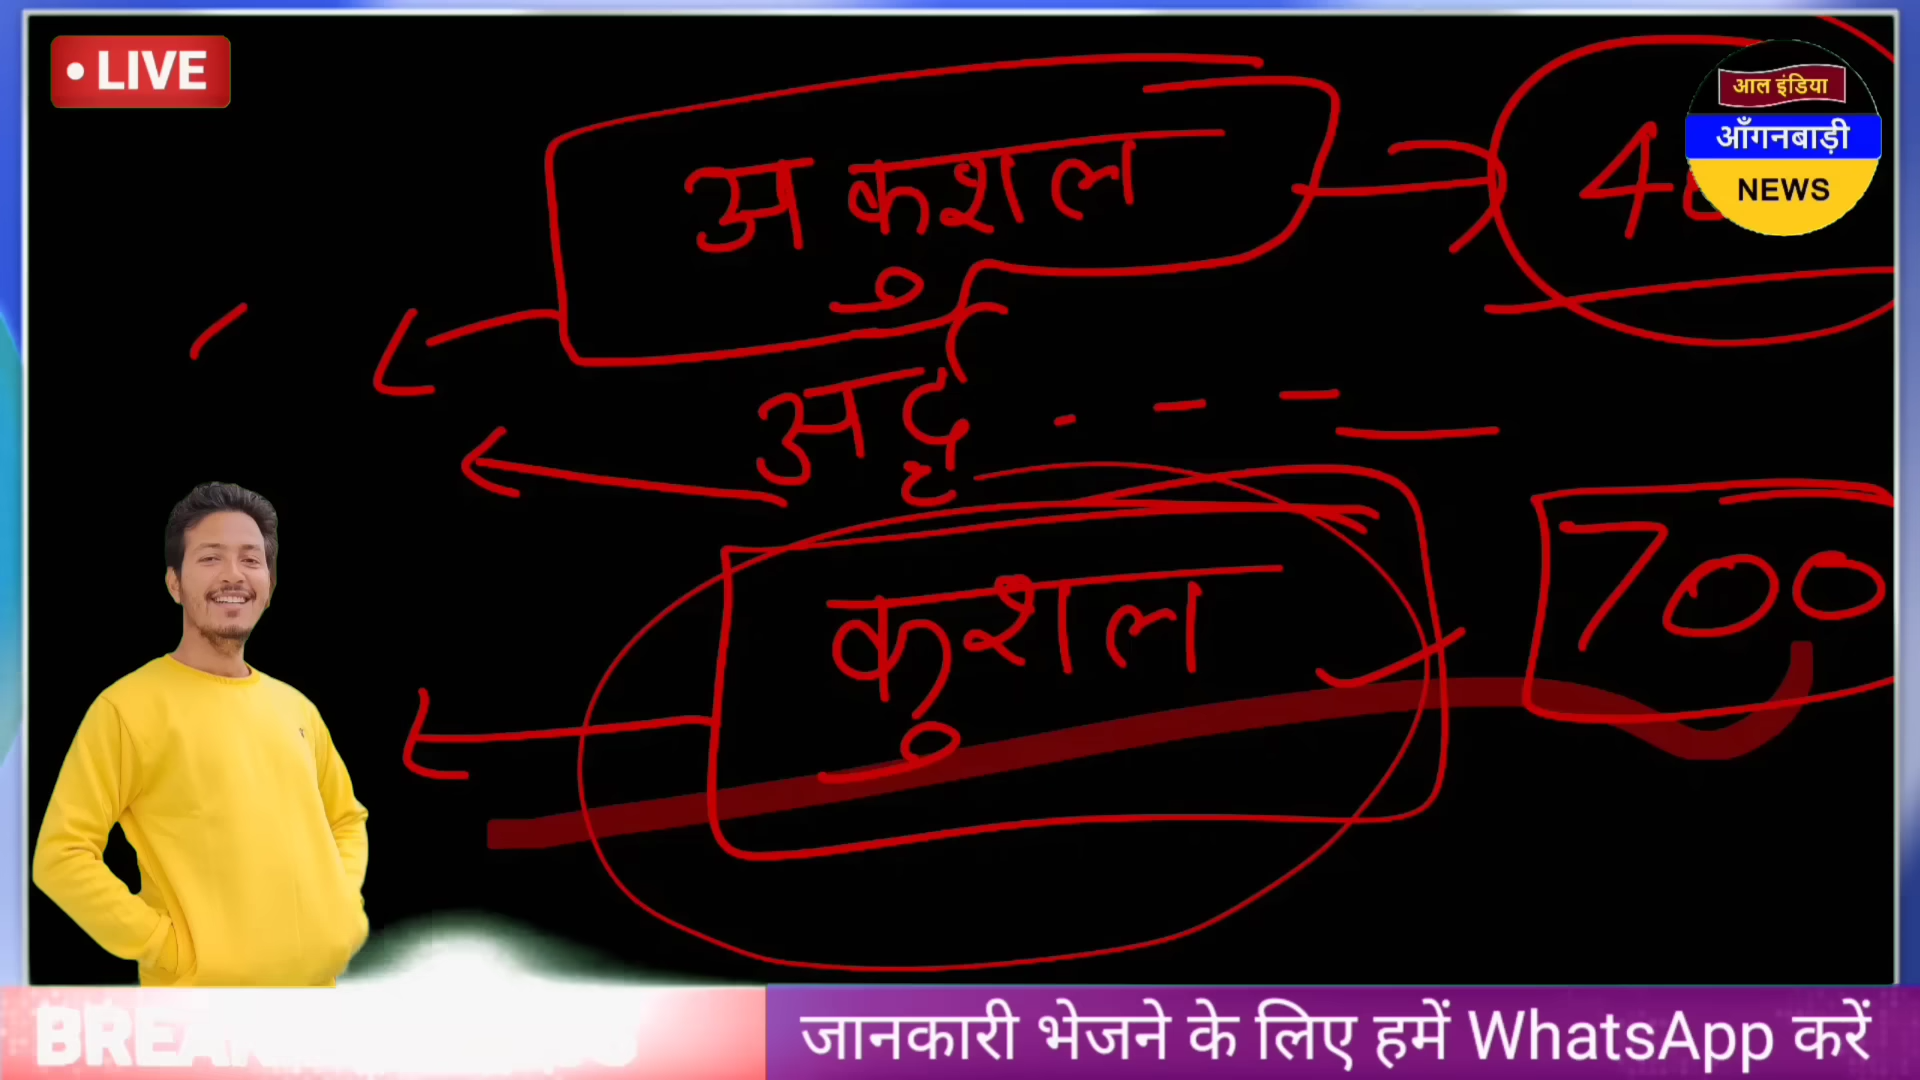 LIVE
आल इंडिया
आँगनबाड़ी
NEWS
अकुशल
अर्द्ध - - -
कुशल
700
जानकारी भेजने के लिए हमें WhatsApp करें